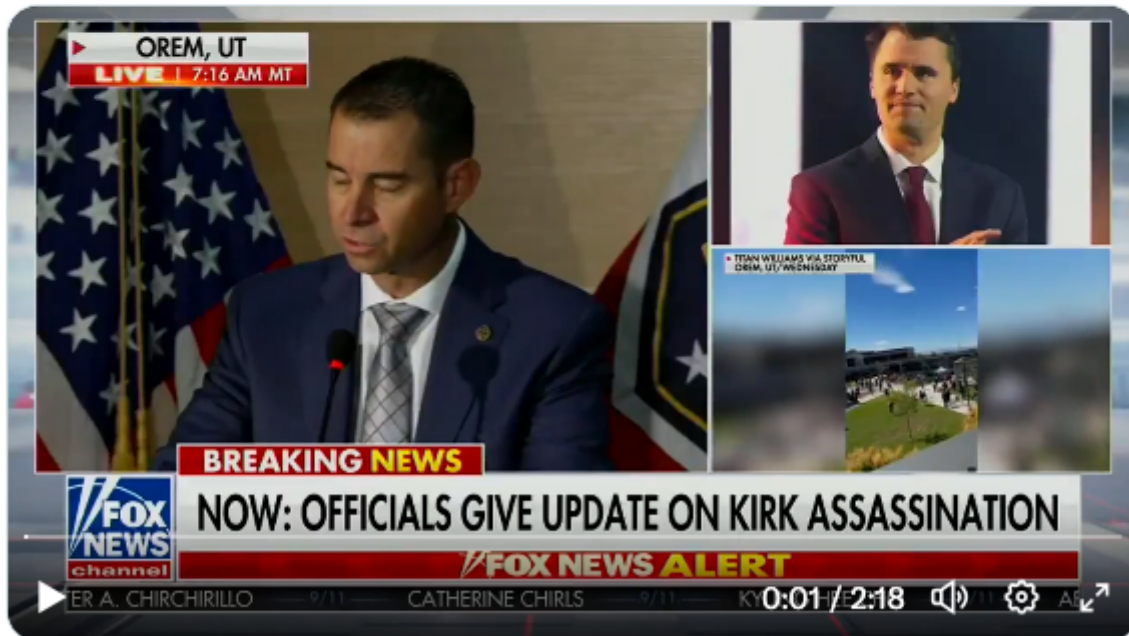 OREM, UT
LIVE | 7:16 AM MT
TITAN WILLIAMS VIA STORYFUL
OREM, UT/WEDNESDAY
BREAKING NEWS
NOW: OFFICIALS GIVE UPDATE ON KIRK ASSASSINATION
FOX
NEWS
channel
FOX NEWS ALERT
ER A. CHIRCHIRILLO 9/11 CATHERINE CHIRLS 9/11
0:01 / 2:18